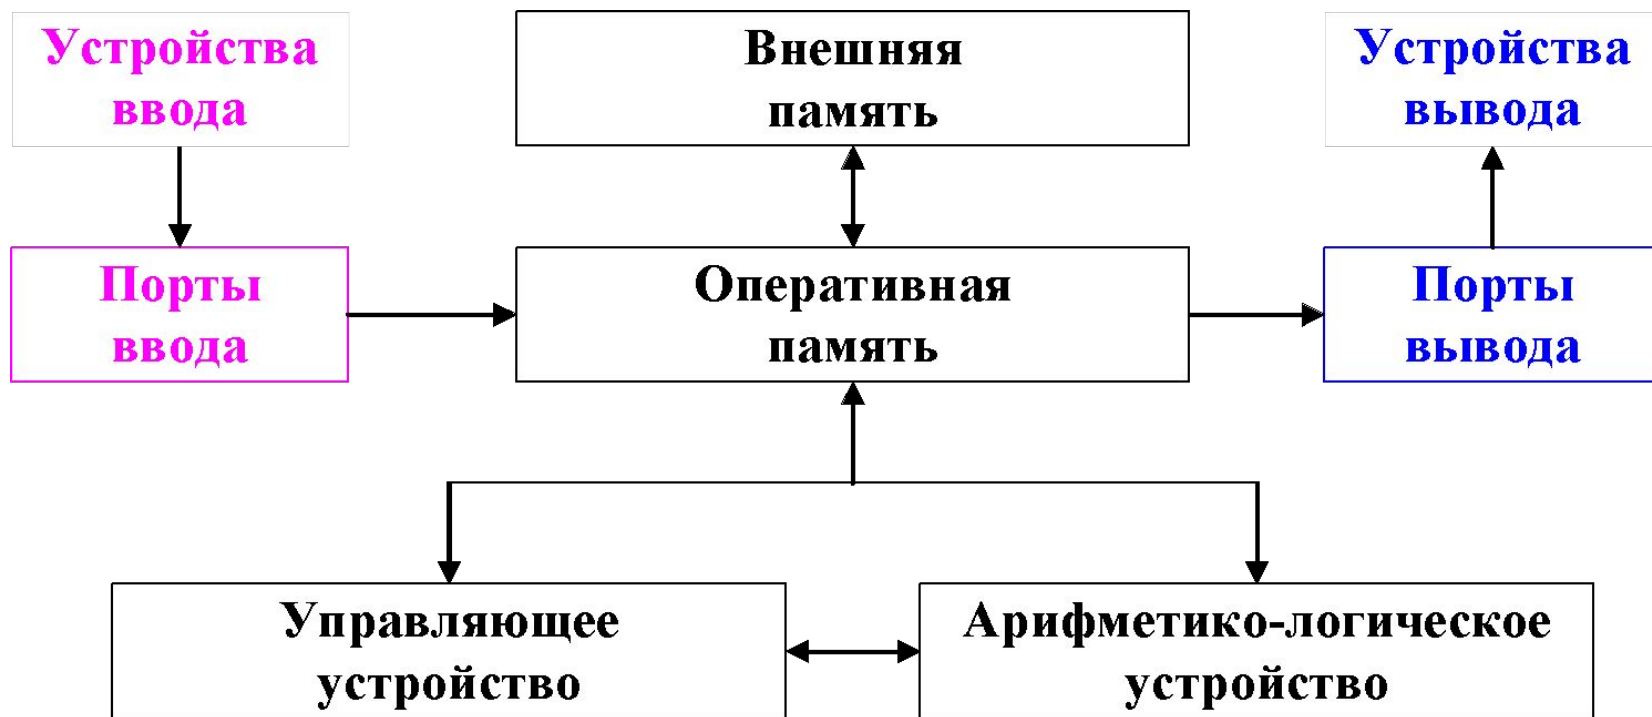 Устройства
ввода
Внешняя
память
Устройства
вывода
Порты
ввода
Оперативная
память
Порты
вывода
Управляющее
устройство
Арифметико-логическое
устройство